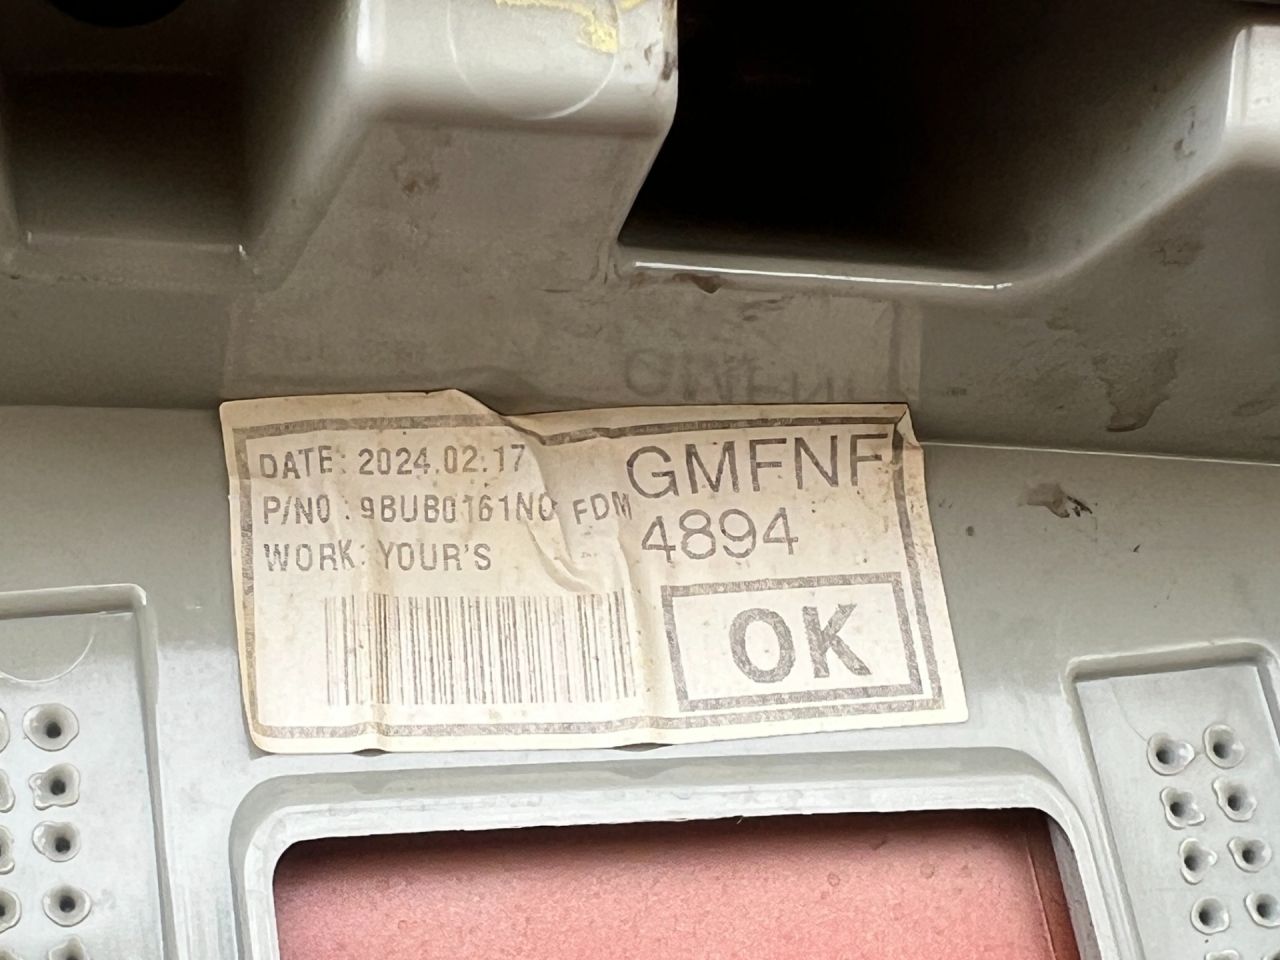 DATE: 2024.02.17
P/NO : 9BUB0161NO FDM
WORK: YOUR'S
GMFNF
4894
OK